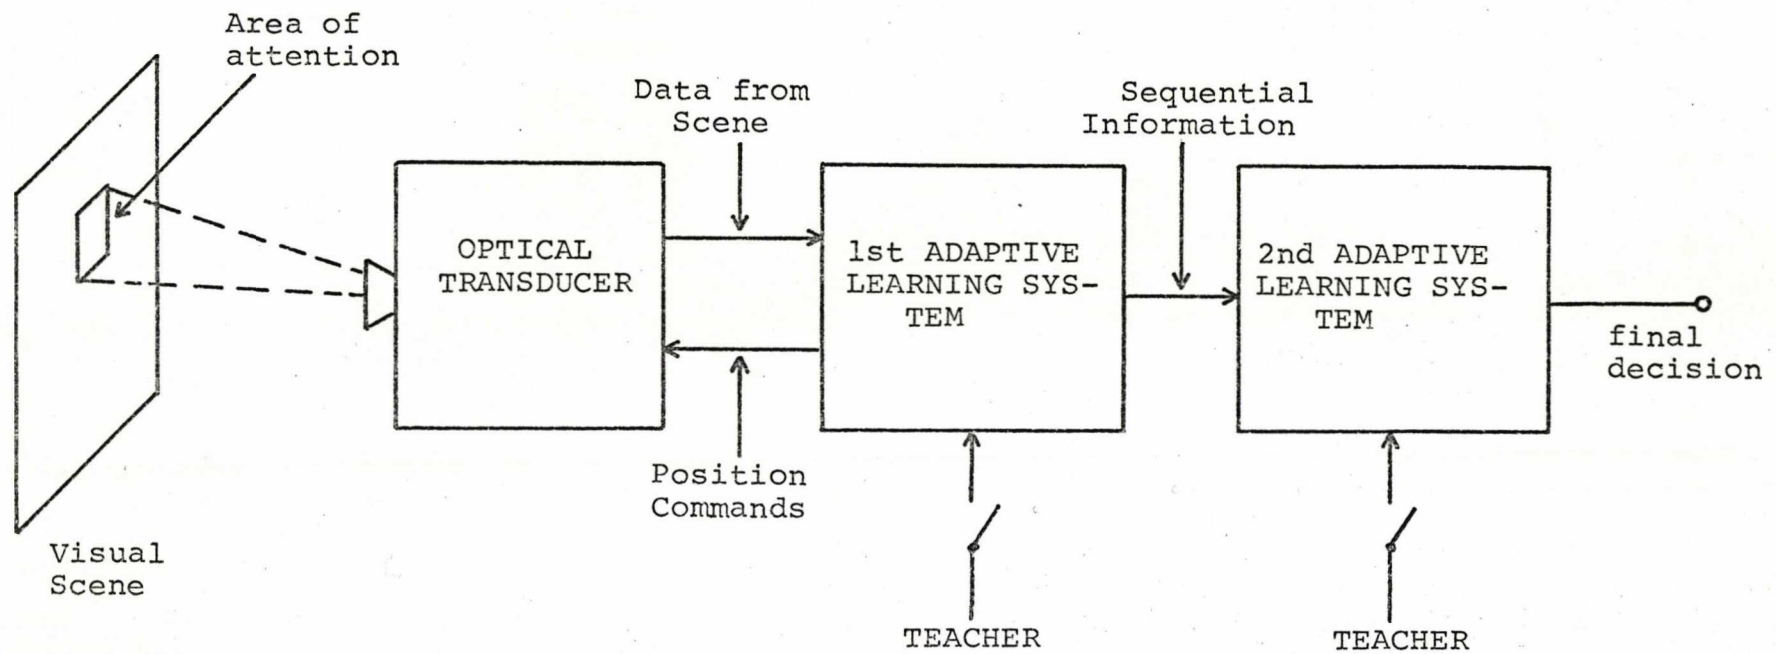 Area of
attention
Data from
Scene
Sequential
Information
OPTICAL
TRANSDUCER
1st ADAPTIVE
LEARNING SYS-
TEM
2nd ADAPTIVE
LEARNING SYS-
TEM
final
decision
Position
Commands
Visual
Scene
TEACHER
TEACHER